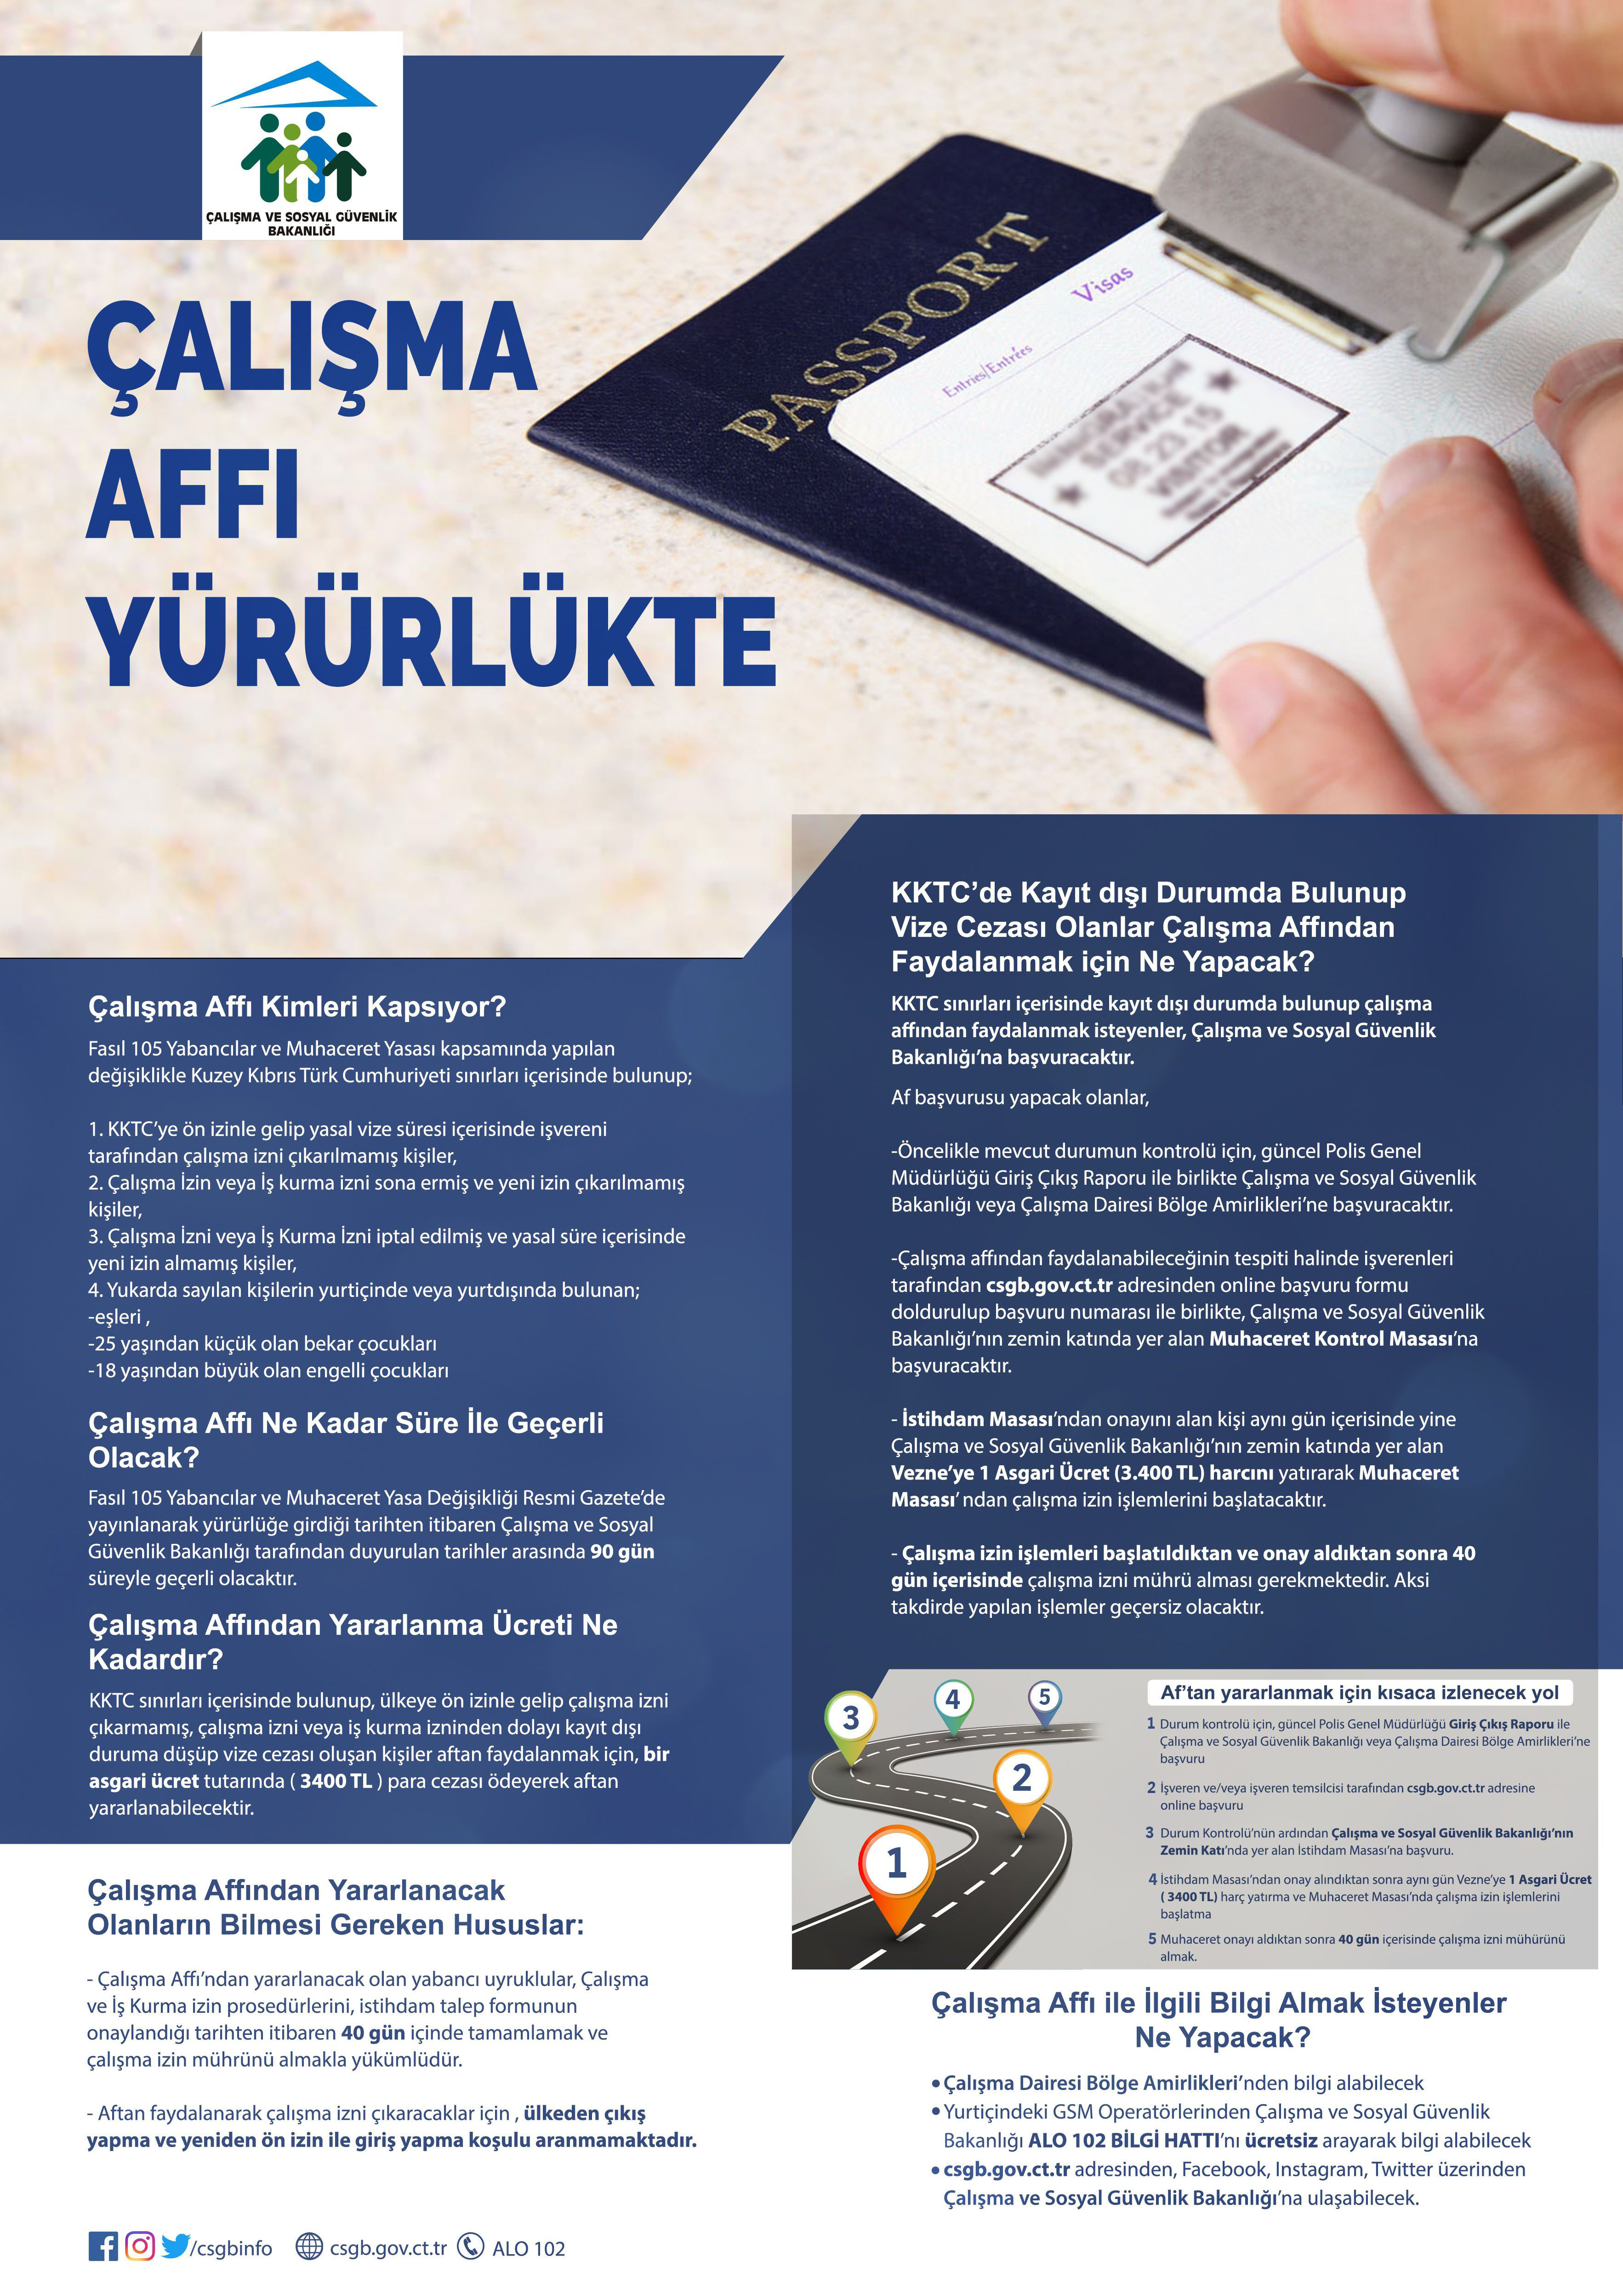 ÇALIŞMA VE SOSYAL GÜVENLİK
BAKANLIĞI
ÇALIŞMA
AFFI
YÜRÜRLÜKTE
PASSPORT
Visas
Entries/Entrées
SERVICE
08 23 15
VISITOR
Çalışma Affı Kimleri Kapsıyor?
Fasıl 105 Yabancılar ve Muhaceret Yasası kapsamında yapılan
değişiklikle Kuzey Kıbrıs Türk Cumhuriyeti sınırları içerisinde bulunup;
1. KKTC'ye ön izinle gelip yasal vize süresi içerisinde işvereni
tarafından çalışma izni çıkarılmamış kişiler,
2. Çalışma İzin veya İş kurma izni sona ermiş ve yeni izin çıkarılmamış
kişiler,
3. Çalışma İzni veya İş Kurma İzni iptal edilmiş ve yasal süre içerisinde
yeni izin almamış kişiler,
4. Yukarda sayılan kişilerin yurtiçinde veya yurtdışında bulunan;
-eşleri ,
-25 yaşından küçük olan bekar çocukları
-18 yaşından büyük olan engelli çocukları
Çalışma Affı Ne Kadar Süre İle Geçerli
Olacak?
Fasıl 105 Yabancılar ve Muhaceret Yasa Değişikliği Resmi Gazete'de
yayınlanarak yürürlüğe girdiği tarihten itibaren Çalışma ve Sosyal
Güvenlik Bakanlığı tarafından duyurulan tarihler arasında 90 gün
süreyle geçerli olacaktır.
Çalışma Affından Yararlanma Ücreti Ne
Kadardır?
KKTC sınırları içerisinde bulunup, ülkeye ön izinle gelip çalışma izni
çıkarmamış, çalışma izni veya iş kurma izninden dolayı kayıt dışı
duruma düşüp vize cezası oluşan kişiler aftan faydalanmak için, bir
asgari ücret tutarında ( 3400 TL ) para cezası ödeyerek aftan
yararlanabilecektir.
Çalışma Affından Yararlanacak
Olanların Bilmesi Gereken Hususlar:
- Çalışma Affı'ndan yararlanacak olan yabancı uyruklular, Çalışma
ve İş Kurma izin prosedürlerini, istihdam talep formunun
onaylandığı tarihten itibaren 40 gün içinde tamamlamak ve
çalışma izin mührünü almakla yükümlüdür.
- Aftan faydalanarak çalışma izni çıkaracaklar için , ülkeden çıkış
yapma ve yeniden ön izin ile giriş yapma koşulu aranmamaktadır.
/csgbinfo csgb.gov.ct.tr ALO 102
KKTC'de Kayıt dışı Durumda Bulunup
Vize Cezası Olanlar Çalışma Affından
Faydalanmak için Ne Yapacak?
KKTC sınırları içerisinde kayıt dışı durumda bulunup çalışma
affından faydalanmak isteyenler, Çalışma ve Sosyal Güvenlik
Bakanlığı'na başvuracaktır.
Af başvurusu yapacak olanlar,
-Öncelikle mevcut durumun kontrolü için, güncel Polis Genel
Müdürlüğü Giriş Çıkış Raporu ile birlikte Çalışma ve Sosyal Güvenlik
Bakanlığı veya Çalışma Dairesi Bölge Amirlikleri'ne başvuracaktır.
-Çalışma affından faydalanabileceğinin tespiti halinde işverenleri
tarafından csgb.gov.ct.tr adresinden online başvuru formu
doldurulup başvuru numarası ile birlikte, Çalışma ve Sosyal Güvenlik
Bakanlığı'nın zemin katında yer alan Muhaceret Kontrol Masası'na
başvuracaktır.
- İstihdam Masası'ndan onayını alan kişi aynı gün içerisinde yine
Çalışma ve Sosyal Güvenlik Bakanlığı'nın zemin katında yer alan
Vezne'ye 1 Asgari Ücret (3.400 TL) harcını yatırarak Muhaceret
Masası' ndan çalışma izin işlemlerini başlatacaktır.
- Çalışma izin işlemleri başlatıldıktan ve onay aldıktan sonra 40
gün içerisinde çalışma izni mührü alması gerekmektedir. Aksi
takdirde yapılan işlemler geçersiz olacaktır.
3
4
5
2
1
Af'tan yararlanmak için kısaca izlenecek yol
1 Durum kontrolü için, güncel Polis Genel Müdürlüğü Giriş Çıkış Raporu ile
Çalışma ve Sosyal Güvenlik Bakanlığı veya Çalışma Dairesi Bölge Amirlikleri'ne
başvuru
2 İşveren ve/veya işveren temsilcisi tarafından csgb.gov.ct.tr adresine
online başvuru
3 Durum Kontrolü'nün ardından Çalışma ve Sosyal Güvenlik Bakanlığı'nın
Zemin Katı'nda yer alan İstihdam Masası'na başvuru.
4 İstihdam Masası'ndan onay alındıktan sonra aynı gün Vezne'ye 1 Asgari Ücret
( 3400 TL) harç yatırma ve Muhaceret Masası'nda çalışma izin işlemlerini
başlatma
5 Muhaceret onayı aldıktan sonra 40 gün içerisinde çalışma izni mühürünü
almak.
Çalışma Affı ile İlgili Bilgi Almak İsteyenler
Ne Yapacak?
• Çalışma Dairesi Bölge Amirlikleri'nden bilgi alabilecek
• Yurtiçindeki GSM Operatörlerinden Çalışma ve Sosyal Güvenlik
Bakanlığı ALO 102 BİLGİ HATTI'nı ücretsiz arayarak bilgi alabilecek
• csgb.gov.ct.tr adresinden, Facebook, Instagram, Twitter üzerinden
Çalışma ve Sosyal Güvenlik Bakanlığı'na ulaşabilecek.